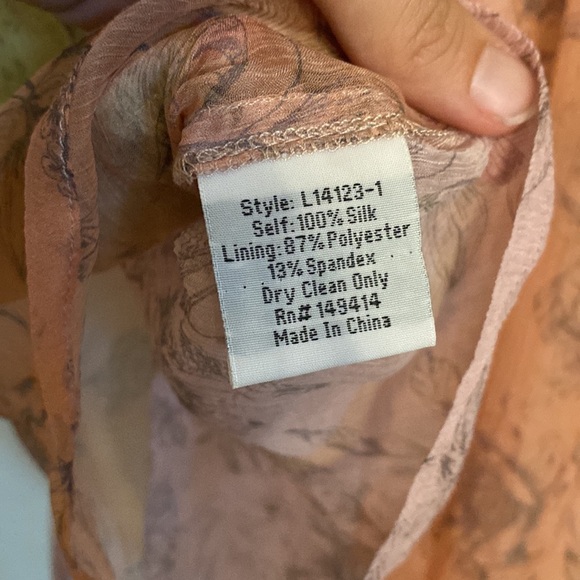 Style: L14123-1
Self:100% Silk
Lining:87% Polyester
13% Spandex
Dry Clean Only
Rn# 149414
Made In China